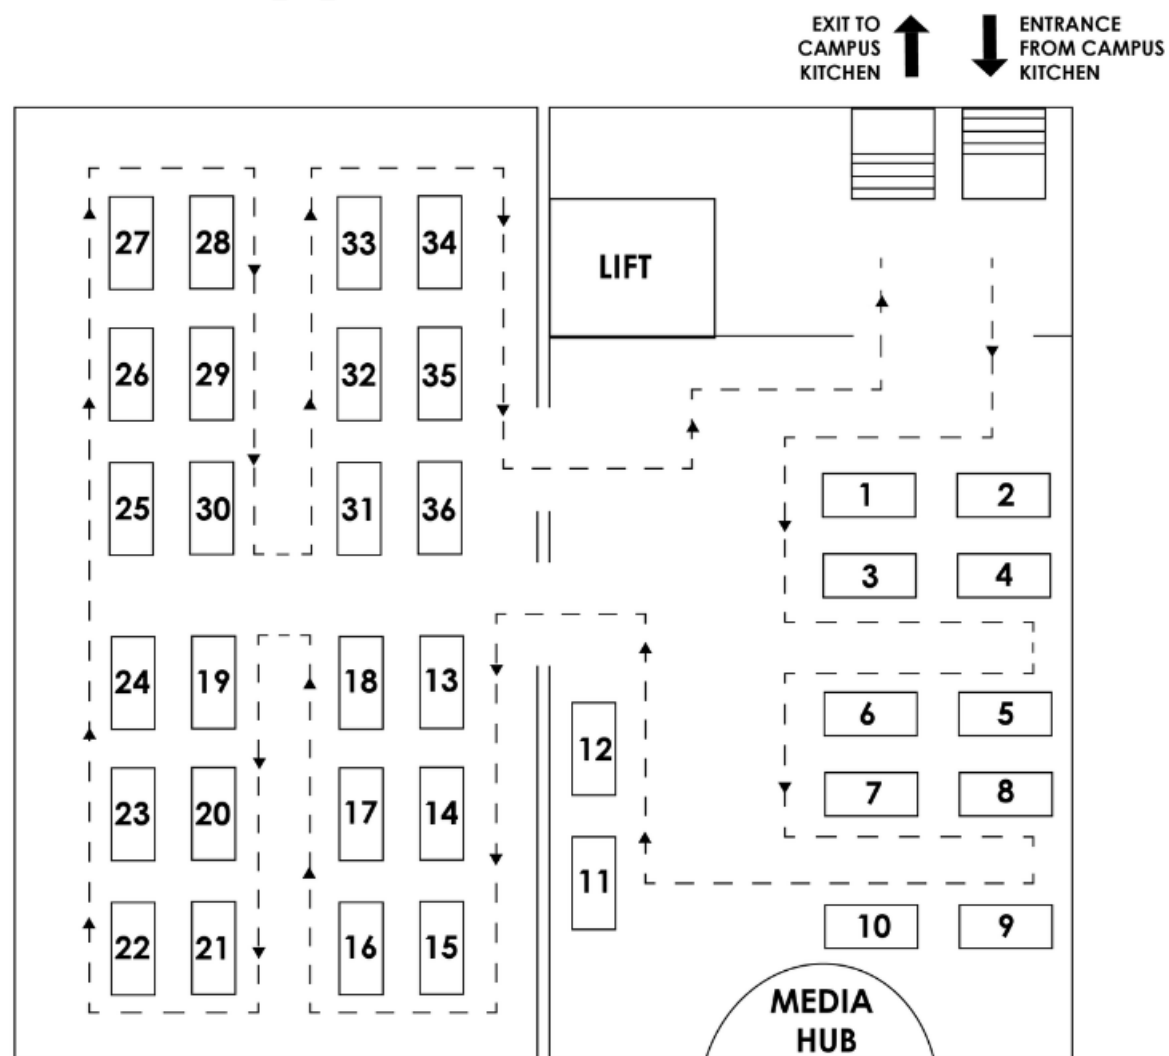 EXIT TO
CAMPUS
KITCHEN
ENTRANCE
FROM CAMPUS
KITCHEN
27 28 33 34
LIFT
26 29 32 35
25 30 31 36
1 2
3 4
24 19 18 13
6 5
12
23 20 17 14
7 8
11
22 21 16 15
10 9
MEDIA
HUB